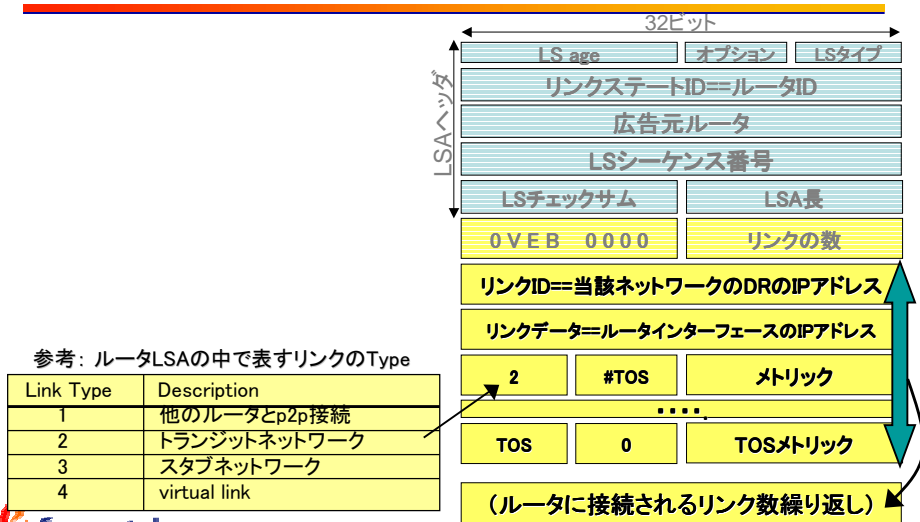 32ビット
LSAヘッダ
LS age オプション LSタイプ
リンクステートID==ルータID
広告元ルータ
LSシーケンス番号
LSチェックサム LSA長
0 V E B 0 0 0 0 リンクの数
リンクID==当該ネットワークのDRのIPアドレス
リンクデータ==ルータインターフェースのIPアドレス
2 #TOS メトリック
....
TOS 0 TOSメトリック
(ルータに接続されるリンク数繰り返し)
参考: ルータLSAの中で表すリンクのType
Link Type Description
1 他のルータとp2p接続
2 トランジットネットワーク
3 スタブネットワーク
4 virtual link